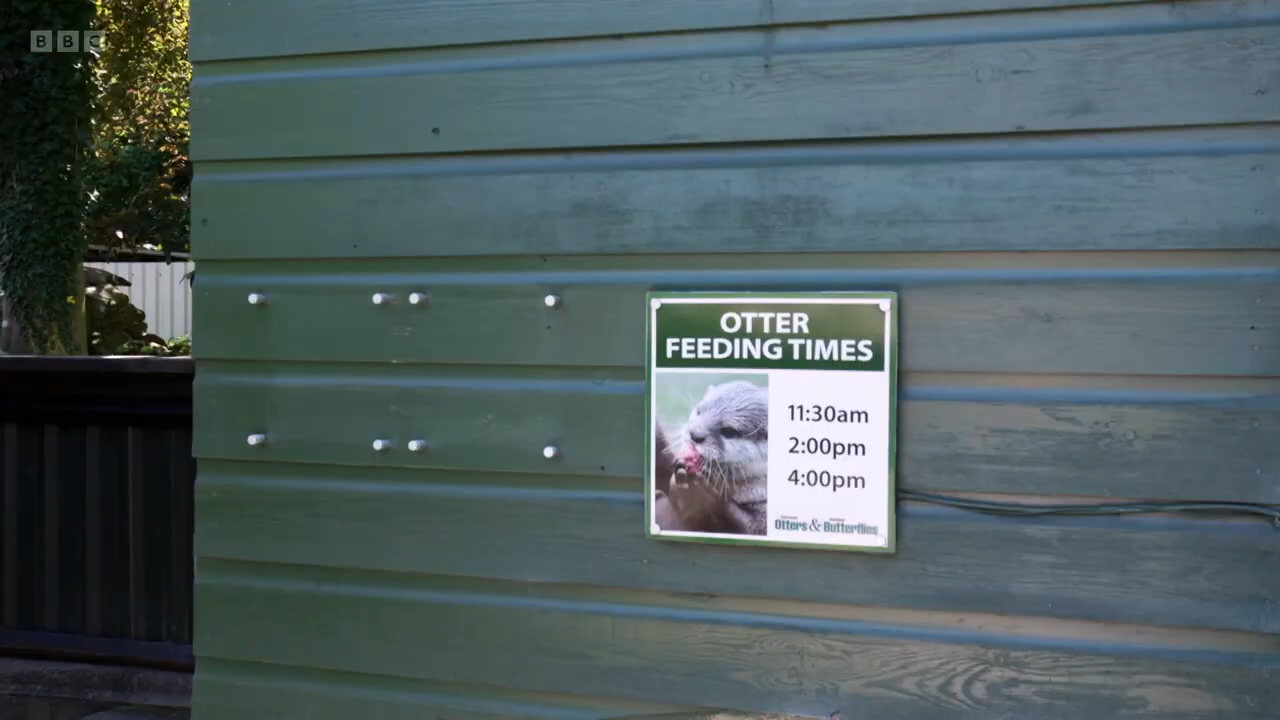 BBC
OTTER
FEEDING TIMES
11:30am
2:00pm
4:00pm
Otters & Butterflies